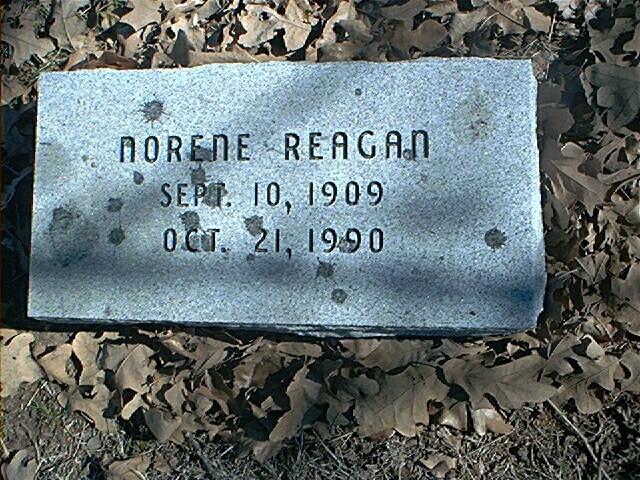 NORENE REAGAN
SEPT. 10, 1909
OCT. 21, 1990